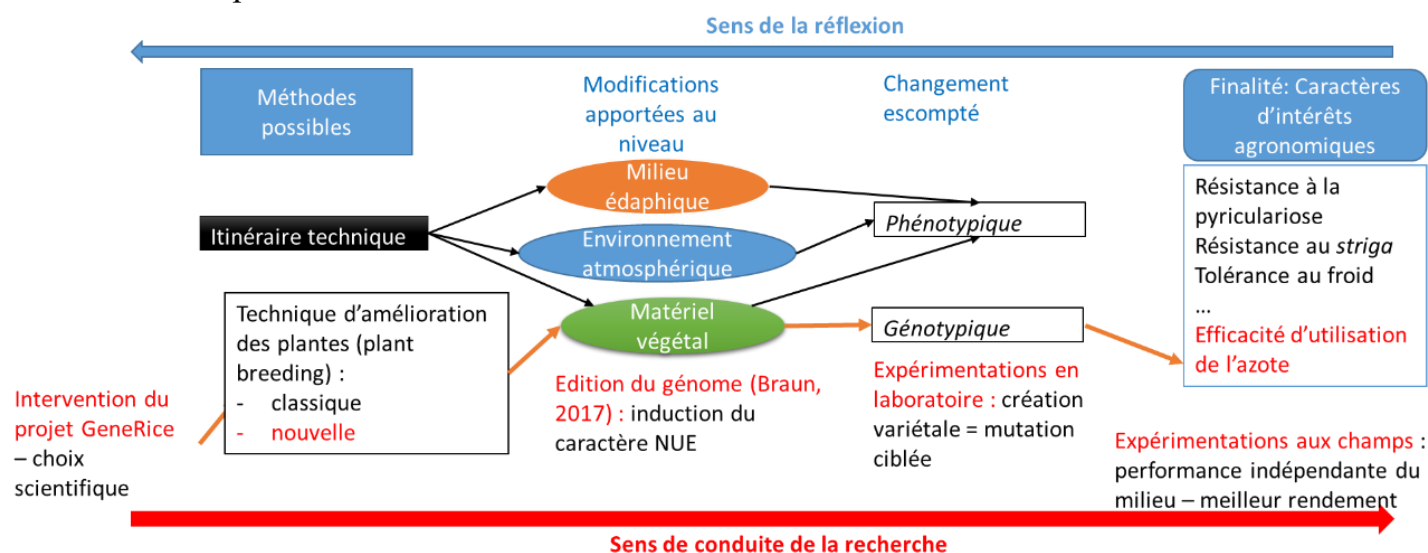 Sens de la réflexion
Méthodes
possibles
Modifications
apportées au
niveau
Changement
escompté
Finalité: Caractères
d'intérêts
agronomiques
Milieu
édaphique
Itinéraire technique
Environnement
atmosphérique
Phénotypique
Résistance à la
pyriculariose
Résistance au striga
Tolérance au froid
...
Efficacité d'utilisation
de l'azote
Technique d'amélioration
des plantes (plant
breeding) :
- classique
- nouvelle
Matériel
végétal
Génotypique
Intervention du
projet GeneRice
– choix
scientifique
Edition du génome (Braun,
2017) : induction du
caractère NUE
Expérimentations en
laboratoire : création
variétale = mutation
ciblée
Expérimentations aux champs :
performance indépendante du
milieu – meilleur rendement
Sens de conduite de la recherche